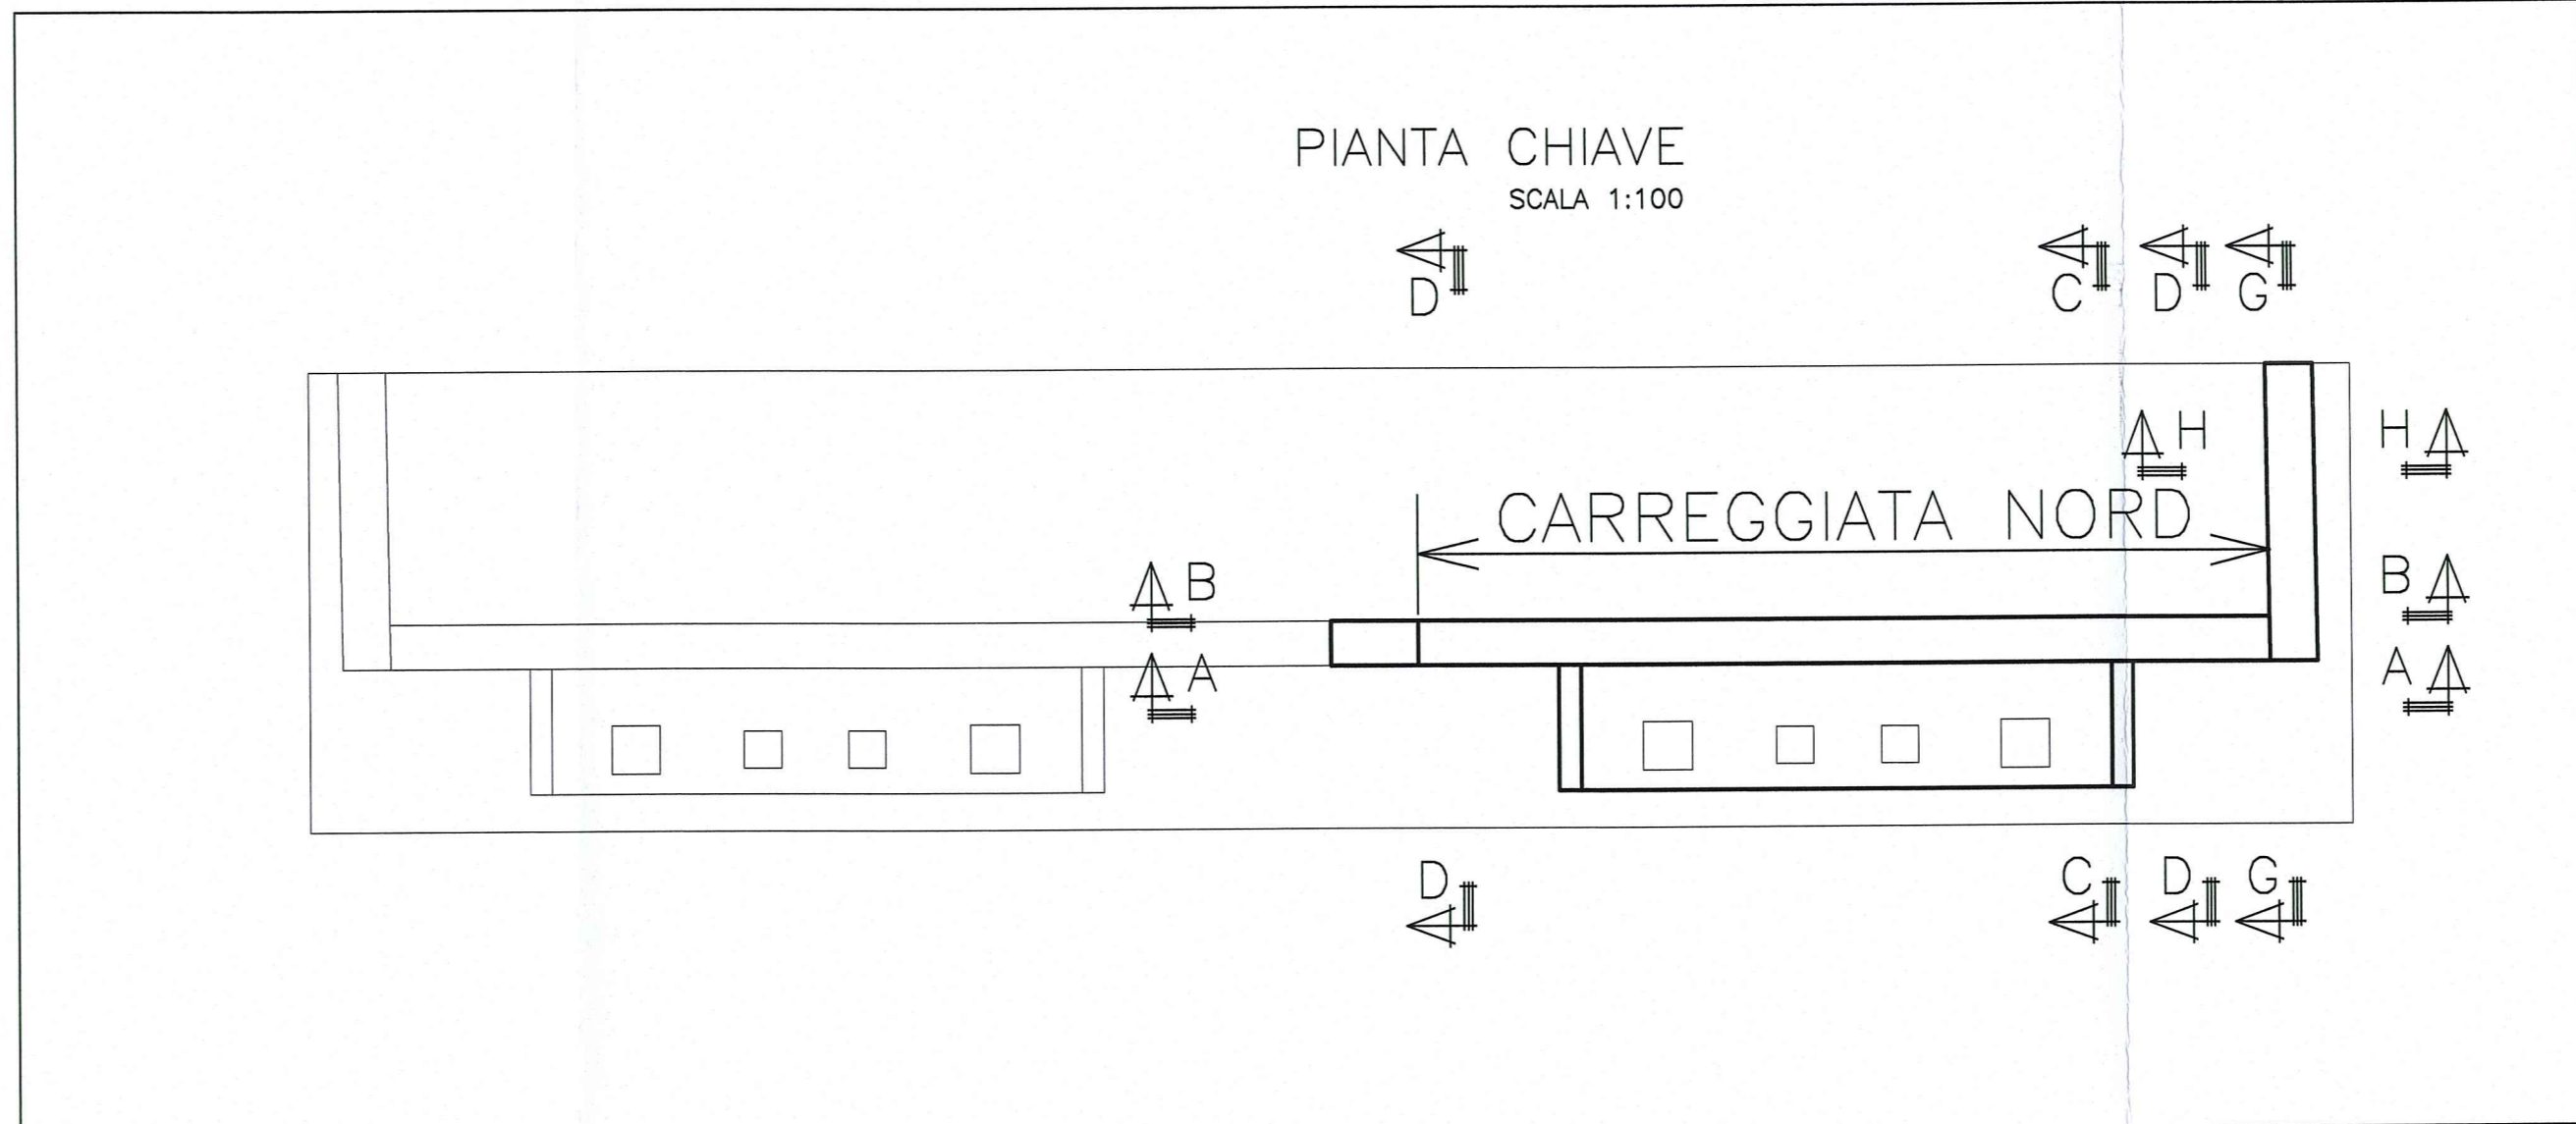 PIANTA CHIAVE
SCALA 1:100
D C D G
H H
CARREGGIATA NORD
B B
A A
D C D G